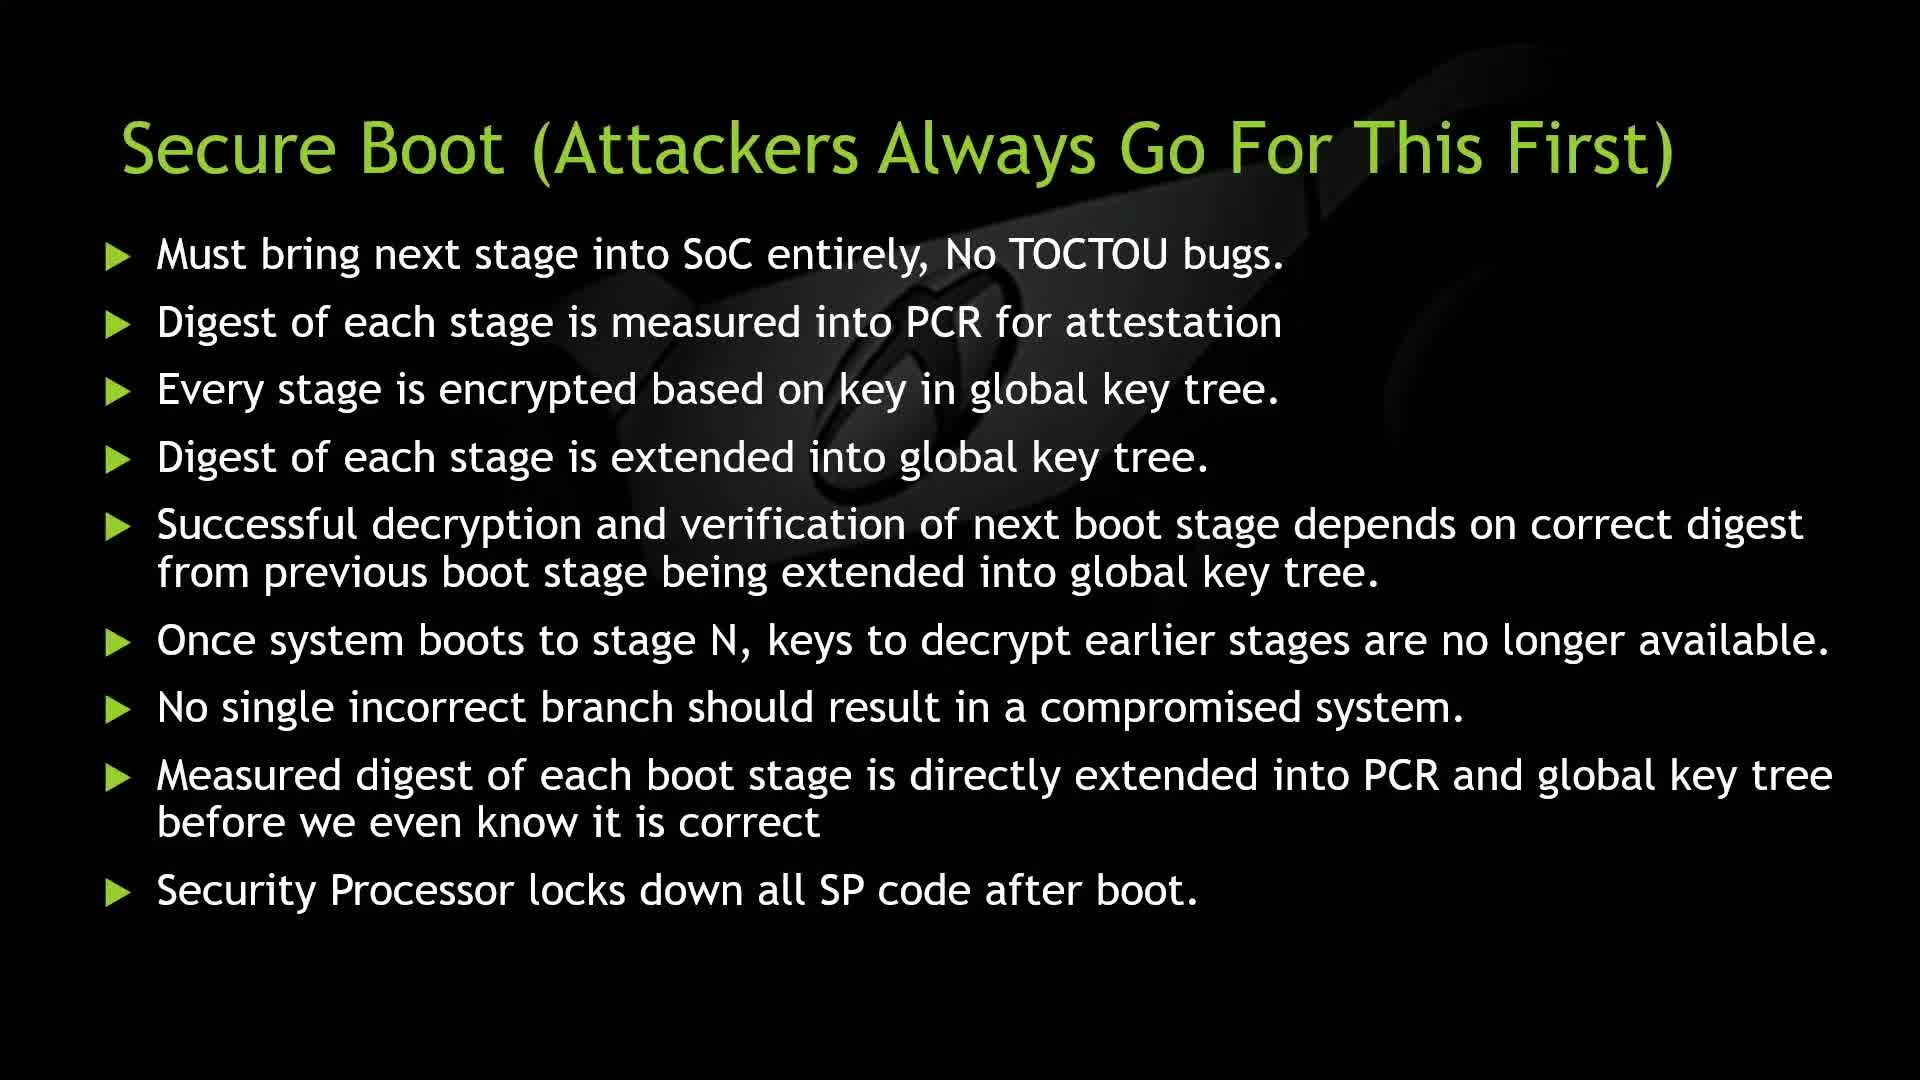 Secure Boot (Attackers Always Go For This First)
Must bring next stage into SoC entirely, No TOCTOU bugs.
Digest of each stage is measured into PCR for attestation
Every stage is encrypted based on key in global key tree.
Digest of each stage is extended into global key tree.
Successful decryption and verification of next boot stage depends on correct digest
from previous boot stage being extended into global key tree.
Once system boots to stage N, keys to decrypt earlier stages are no longer available.
No single incorrect branch should result in a compromised system.
Measured digest of each boot stage is directly extended into PCR and global key tree
before we even know it is correct
Security Processor locks down all SP code after boot.